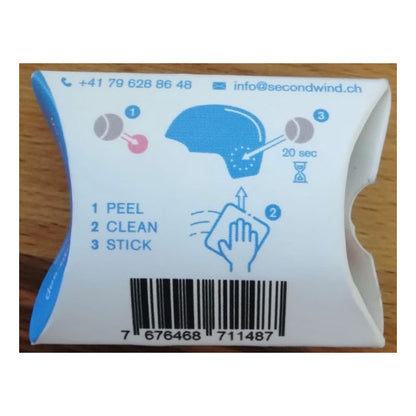 +41 79 628 86 48 info@secondwind.ch
1
3
20 sec
1 PEEL
2 CLEAN
3 STICK
2
7 676468 711487